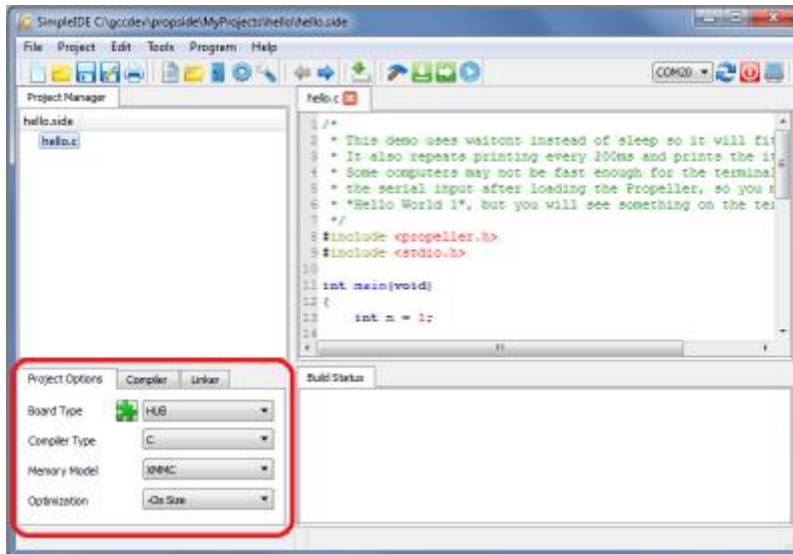 SimpleIDE C:\gccdev\propside\MyProjects\hello\hello.side
File Project Edit Tools Program Help
COM20
Project Manager
hello.side
hello.c
hello.c
1 /*
2 * This demo uses waitcnt instead of sleep so it will fi
3 * It also repeats printing every 200ms and prints the it
4 * Some computers may not be fast enough for the terminal
5 * the serial input after loading the Propeller, so you m
6 * "Hello World 1", but you will see something on the ter
7 */
8 #include <propeller.h>
9 #include <stdio.h>
10
11 int main(void)
12 {
13 int n = 1;
14
Project Options Compiler Linker
Board Type HUB
Compiler Type C
Memory Model XMMC
Optimization -Os Size
Build Status